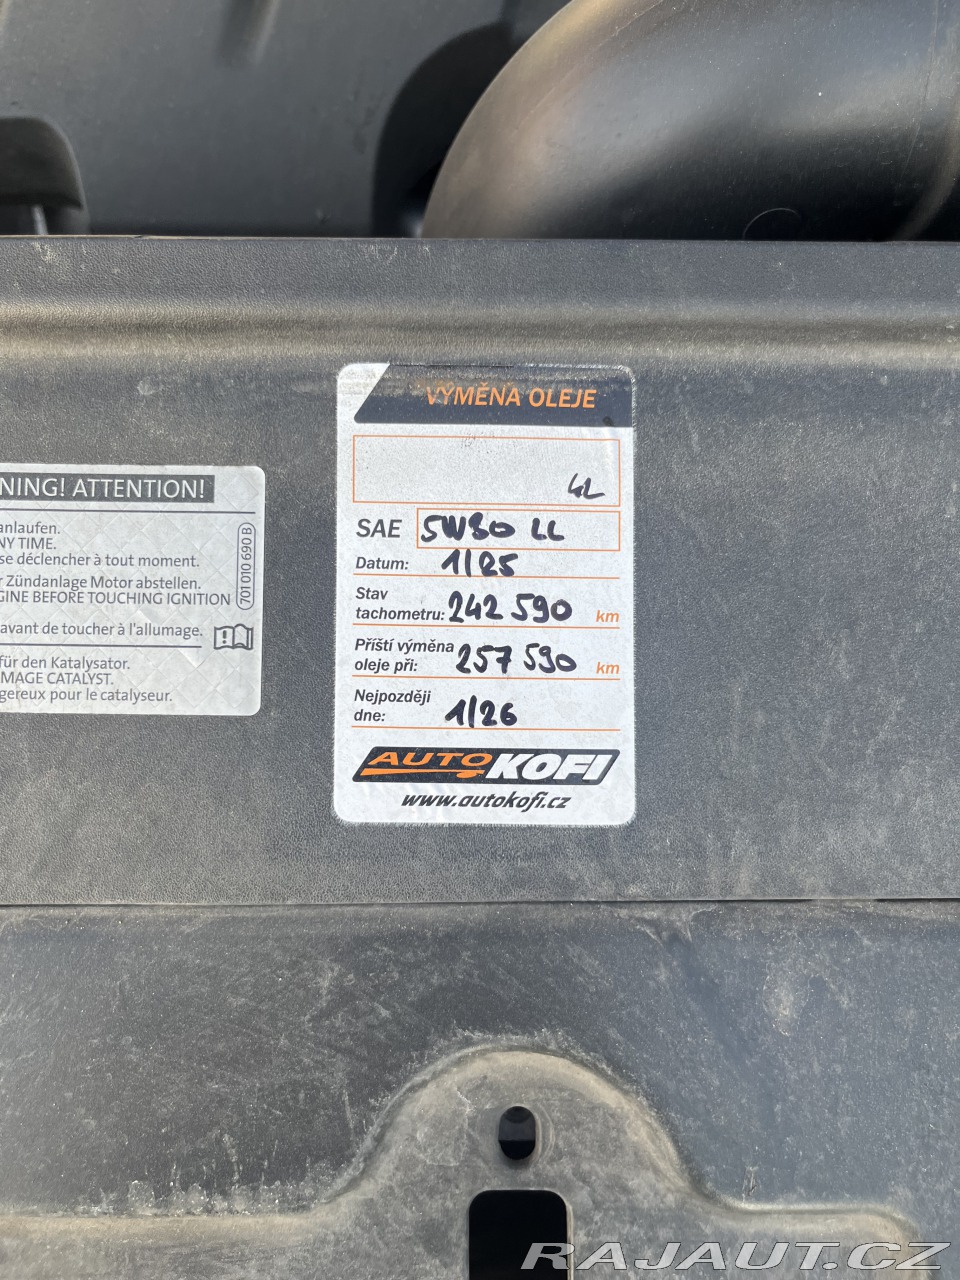 NING! ATTENTION!
anlaufen.
NY TIME.
se déclencher à tout moment.
r Zündanlage Motor abstellen.
GINE BEFORE TOUCHING IGNITION
avant de toucher à l'allumage.
für den Katalysator.
MAGE CATALYST.
gereux pour le catalyseur.
701 010 690 B
VÝMĚNA OLEJE
4L
SAE 5W30 LL
Datum: 1/25
Stav
tachometru: 242 590 km
Příští výměna
oleje při: 257 590 km
Nejpozději
dne: 1/26
AUTO KOFI
www.autokofi.cz
RAJAUT.CZ